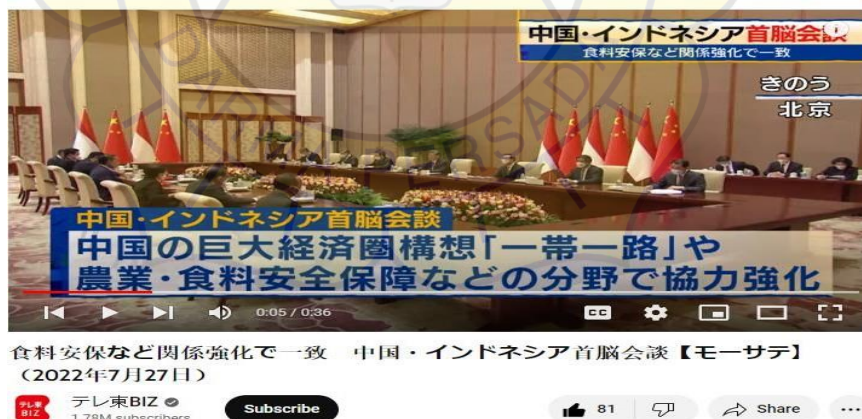 中国・インドネシア首脳会談
食料安保など関係強化で一致
きのう
北京
中国・インドネシア首脳会談
中国の巨大経済圏構想「一帯一路」や
農業・食料安全保障などの分野で協力強化
0:05 / 0:36
CC
食料安保など関係強化で一致 中国・インドネシア首脳会談【モーサテ】
(2022年7月27日)
テレ東BIZ
テレ東
BIZ
1.78M subscribers
Subscribe
81
Share